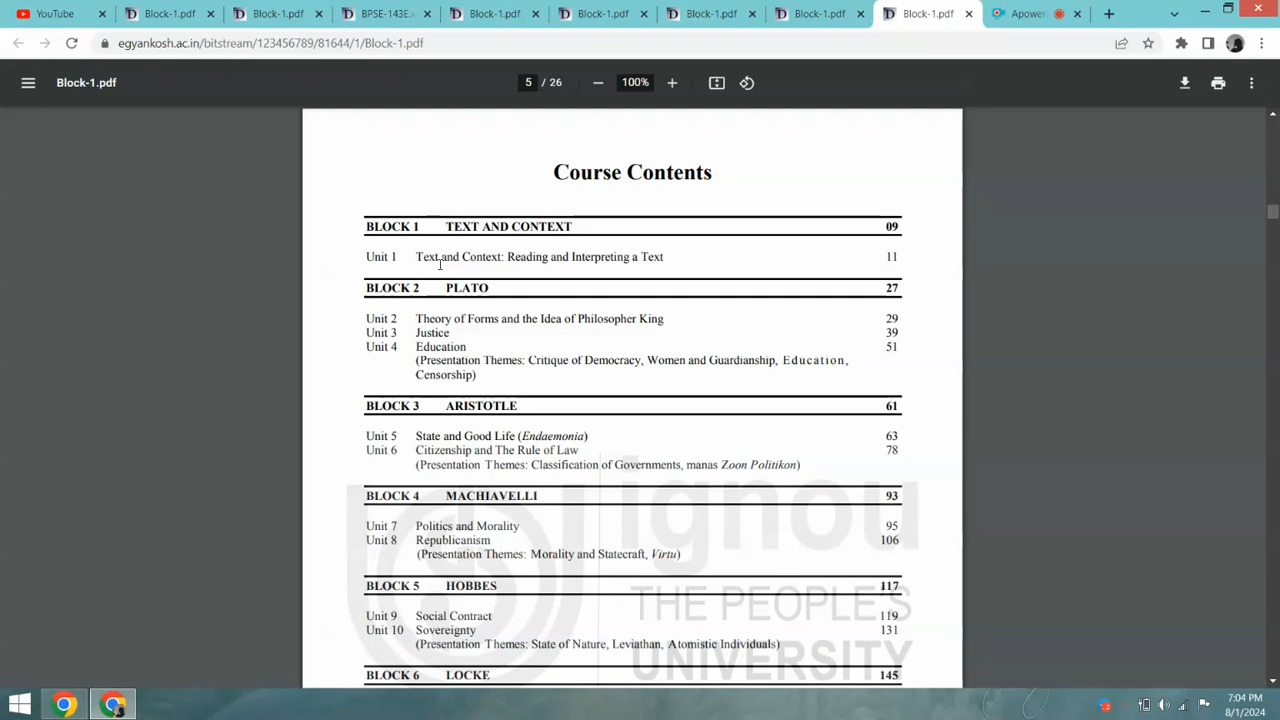 YouTube
Block-1.pdf
Block-1.pdf
BPSE-143Ex
Block-1.pdf
Block-1.pdf
Block-1.pdf
Block-1.pdf
Block-1.pdf
Apower
egyankosh.ac.in/bitstream/123456789/81644/1/Block-1.pdf
Block-1.pdf
5 / 26
100%
Course Contents
BLOCK 1 TEXT AND CONTEXT 09
Unit 1 Text and Context: Reading and Interpreting a Text 11
BLOCK 2 PLATO 27
Unit 2 Theory of Forms and the Idea of Philosopher King 29
Unit 3 Justice 39
Unit 4 Education 51
(Presentation Themes: Critique of Democracy, Women and Guardianship, Education,
Censorship)
BLOCK 3 ARISTOTLE 61
Unit 5 State and Good Life (Endaemonia) 63
Unit 6 Citizenship and The Rule of Law 78
(Presentation Themes: Classification of Governments, manas Zoon Politikon)
BLOCK 4 MACHIAVELLI 93
Unit 7 Politics and Morality 95
Unit 8 Republicanism 106
(Presentation Themes: Morality and Statecraft, Virtu)
BLOCK 5 HOBBES 117
Unit 9 Social Contract 119
Unit 10 Sovereignty 131
(Presentation Themes: State of Nature, Leviathan, Atomistic Individuals)
BLOCK 6 LOCKE 145
ignou
THE PEOPLE'S
UNIVERSITY
7:04 PM
8/1/2024